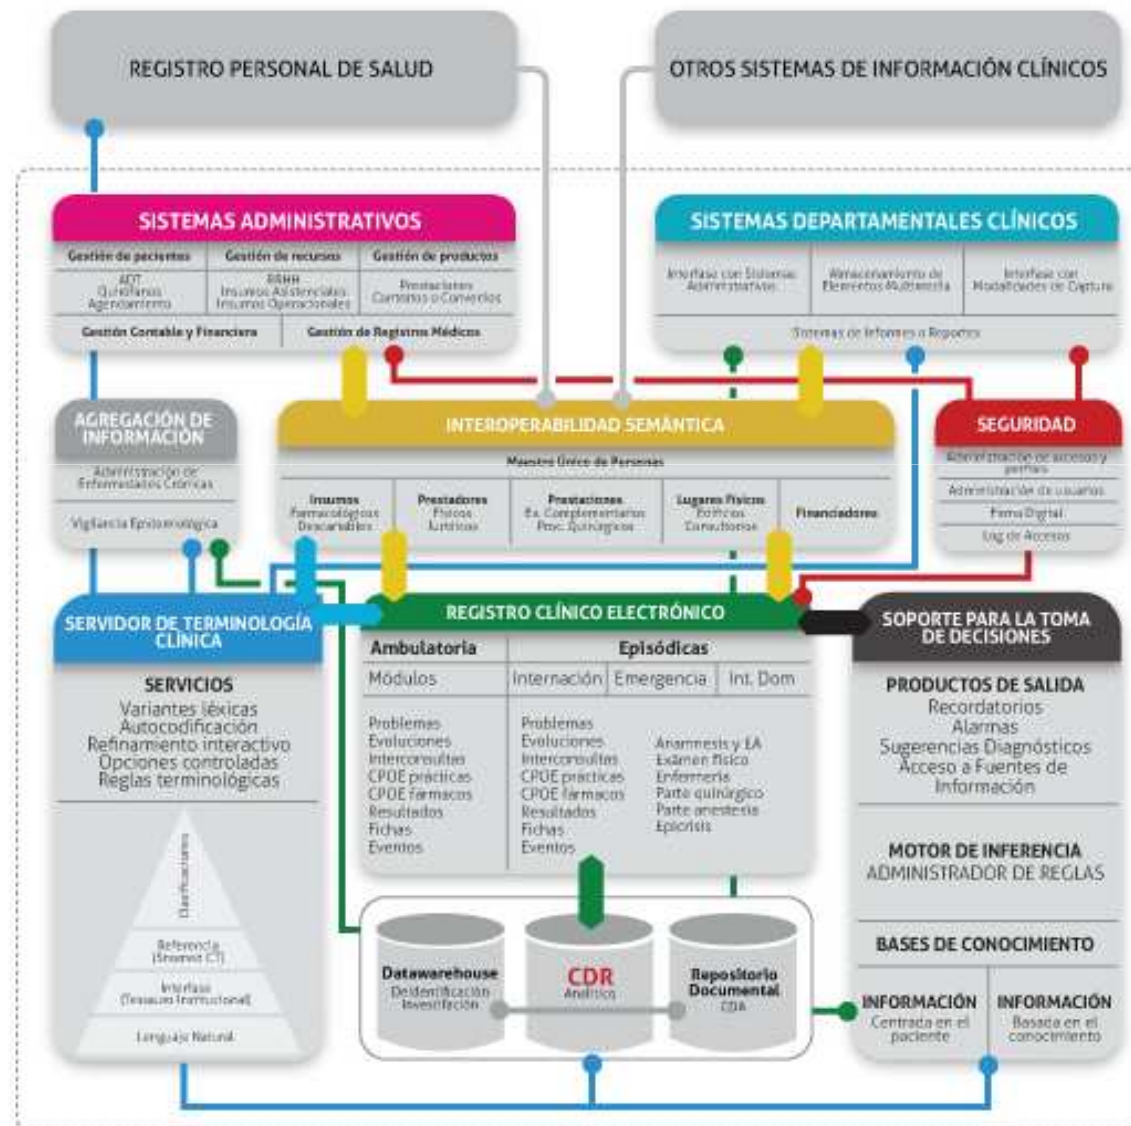 REGISTRO PERSONAL DE SALUD
OTROS SISTEMAS DE INFORMACIÓN CLÍNICOS
SISTEMAS ADMINISTRATIVOS
Gestión de pacientes
Gestión de recursos
Gestión de productos
ADT
Quirófanos
Agendamiento
RRHH
Insumos Asistenciales
Insumos Operacionales
Prestaciones
Contratos o Convenios
Gestión Contable y Financiera
Gestión de Registros Médicos
SISTEMAS DEPARTAMENTALES CLÍNICOS
Interfase con Sistemas
Administrativos
Almacenamiento de
Elementos Multimedia
Interfase con
Modalidades de Captura
Sistemas de Informes o Reportes
AGREGACIÓN DE
INFORMACIÓN
Administración de
Enfermedades Crónicas
Vigilancia Epidemiológica
INTEROPERABILIDAD SEMÂNTICA
Maestro Único de Personas
Insumos
Farmacológicos
Descartables
Prestadores
Físicos
Jurídicos
Prestaciones
Ex. Complementarios
Proc. Quirúrgicos
Lugares Físicos
Edificios
Consultorios
Financiadores
SEGURIDAD
Administración de accesos y
perfiles
Administración de usuarios
Firma Digital
Log de Accesos
SERVIDOR DE TERMINOLOGÍA
CLÍNICA
SERVICIOS
Variantes léxicas
Autocodificación
Refinamiento interactivo
Opciones controladas
Reglas terminológicas
Clasificaciones
Referencia
(Snomed CT)
Interfase
(Tesauro Institucional)
Lenguaje Natural
REGISTRO CLÍNICO ELECTRÓNICO
Ambulatoria
Episódicas
Módulos
Internación
Emergencia
Int. Dom
Problemas
Evoluciones
Interconsultas
CPOE prácticas
CPOE fármacos
Resultados
Fichas
Eventos
Problemas
Evoluciones
Interconsultas
CPOE prácticas
CPOE fármacos
Resultados
Fichas
Eventos
Anamnesis y EA
Exámen físico
Enfermería
Parte quirúrgico
Parte anestesia
Epicrisis
Datawarehouse
Deidentificación
Investifación
CDR
Analítico
Repositorio
Documental
CDA
SOPORTE PARA LA TOMA
DE DECISIONES
PRODUCTOS DE SALIDA
Recordatorios
Alarmas
Sugerencias Diagnósticos
Acceso a Fuentes de
Información
MOTOR DE INFERENCIA
ADMINISTRADOR DE REGLAS
BASES DE CONOCIMIENTO
INFORMACIÓN
Centrada en el
paciente
INFORMACIÓN
Basada en el
conocimiento